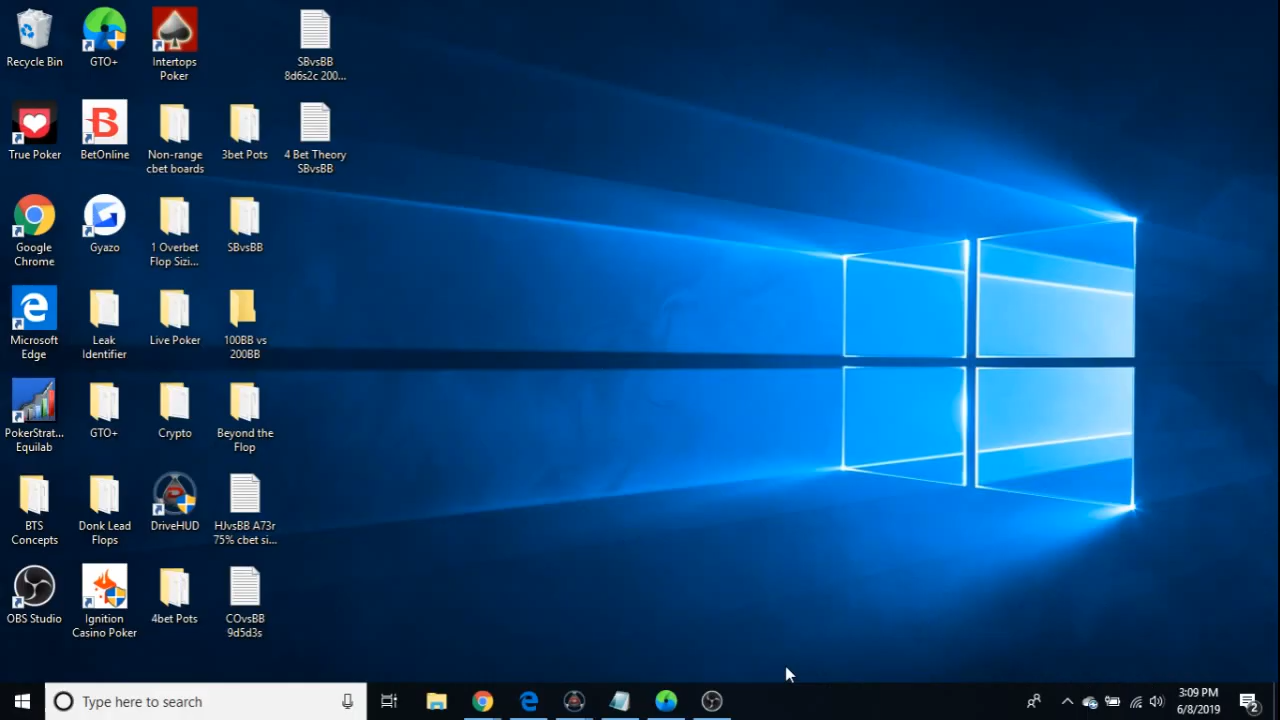 Recycle Bin
GTO+
Intertops
Poker
SBvsBB
8d6s2c 200...
True Poker
BetOnline
Non-range
cbet boards
3bet Pots
4 Bet Theory
SBvsBB
Google
Chrome
Gyazo
1 Overbet
Flop Sizi...
SBvsBB
Microsoft
Edge
Leak
Identifier
Live Poker
100BB vs
200BB
PokerStrat...
Equilab
GTO+
Crypto
Beyond the
Flop
BTS
Concepts
Donk Lead
Flops
DriveHUD
HJvsBB A73r
75% cbet si...
OBS Studio
Ignition
Casino Poker
4bet Pots
COvsBB
9d5d3s
Type here to search
3:09 PM
6/8/2019
2